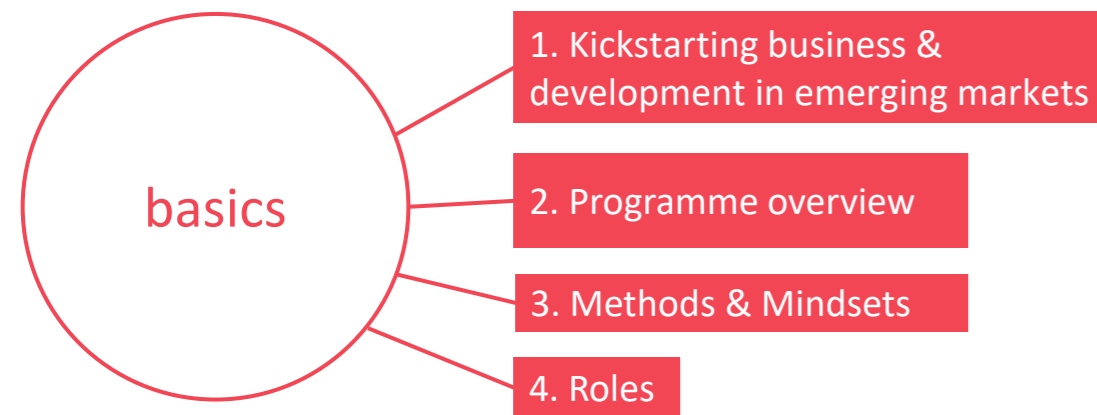 basics
1. Kickstarting business &
development in emerging markets
2. Programme overview
3. Methods & Mindsets
4. Roles